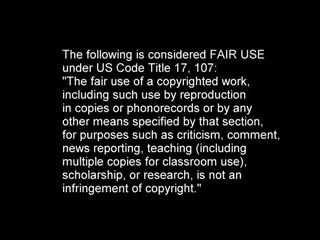 The following is considered FAIR USE
under US Code Title 17, 107:
"The fair use of a copyrighted work,
including such use by reproduction
in copies or phonorecords or by any
other means specified by that section,
for purposes such as criticism, comment,
news reporting, teaching (including
multiple copies for classroom use),
scholarship, or research, is not an
infringement of copyright."